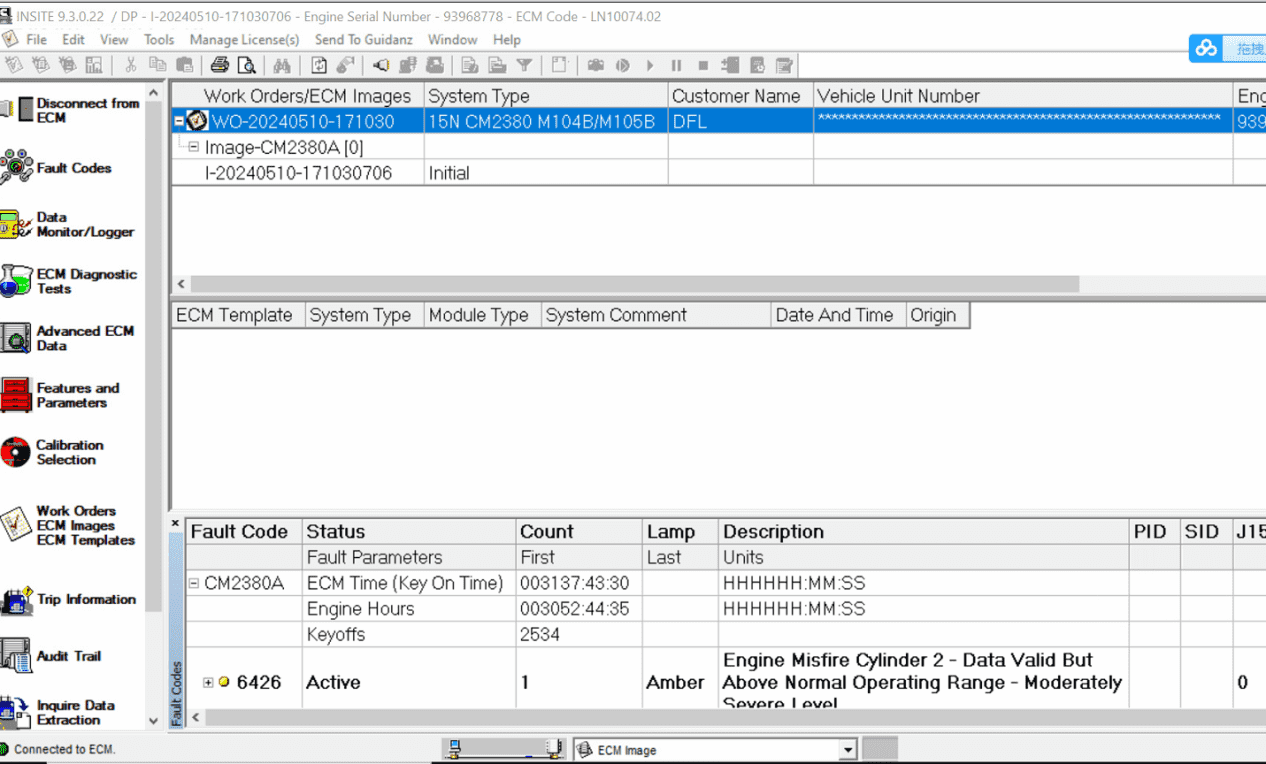 INSITE 9.3.0.22 / DP - I-20240510-171030706 - Engine Serial Number - 93968778 - ECM Code - LN10074.02
File Edit View Tools Manage License(s) Send To Guidanz Window Help
拖拽
Disconnect from
ECM
Fault Codes
Data
Monitor/Logger
ECM Diagnostic
Tests
Advanced ECM
Data
Features and
Parameters
Calibration
Selection
Work Orders
ECM Images
ECM Templates
Trip Information
Audit Trail
Inquire Data
Extraction
Work Orders/ECM Images System Type Customer Name Vehicle Unit Number Eng
WO-20240510-171030 15N CM2380 M104B/M105B DFL ************************************************************ 939
Image-CM2380A [0]
I-20240510-171030706 Initial
ECM Template System Type Module Type System Comment Date And Time Origin
Fault Codes
Fault Code Status Count Lamp Description PID SID J15
Fault Parameters First Last Units
CM2380A ECM Time (Key On Time) 003137:43:30 HHHHHH:MM:SS
Engine Hours 003052:44:35 HHHHHH:MM:SS
Keyoffs 2534
6426 Active 1 Amber Engine Misfire Cylinder 2 - Data Valid But
Above Normal Operating Range - Moderately
Severe Level
0
Connected to ECM.
ECM Image